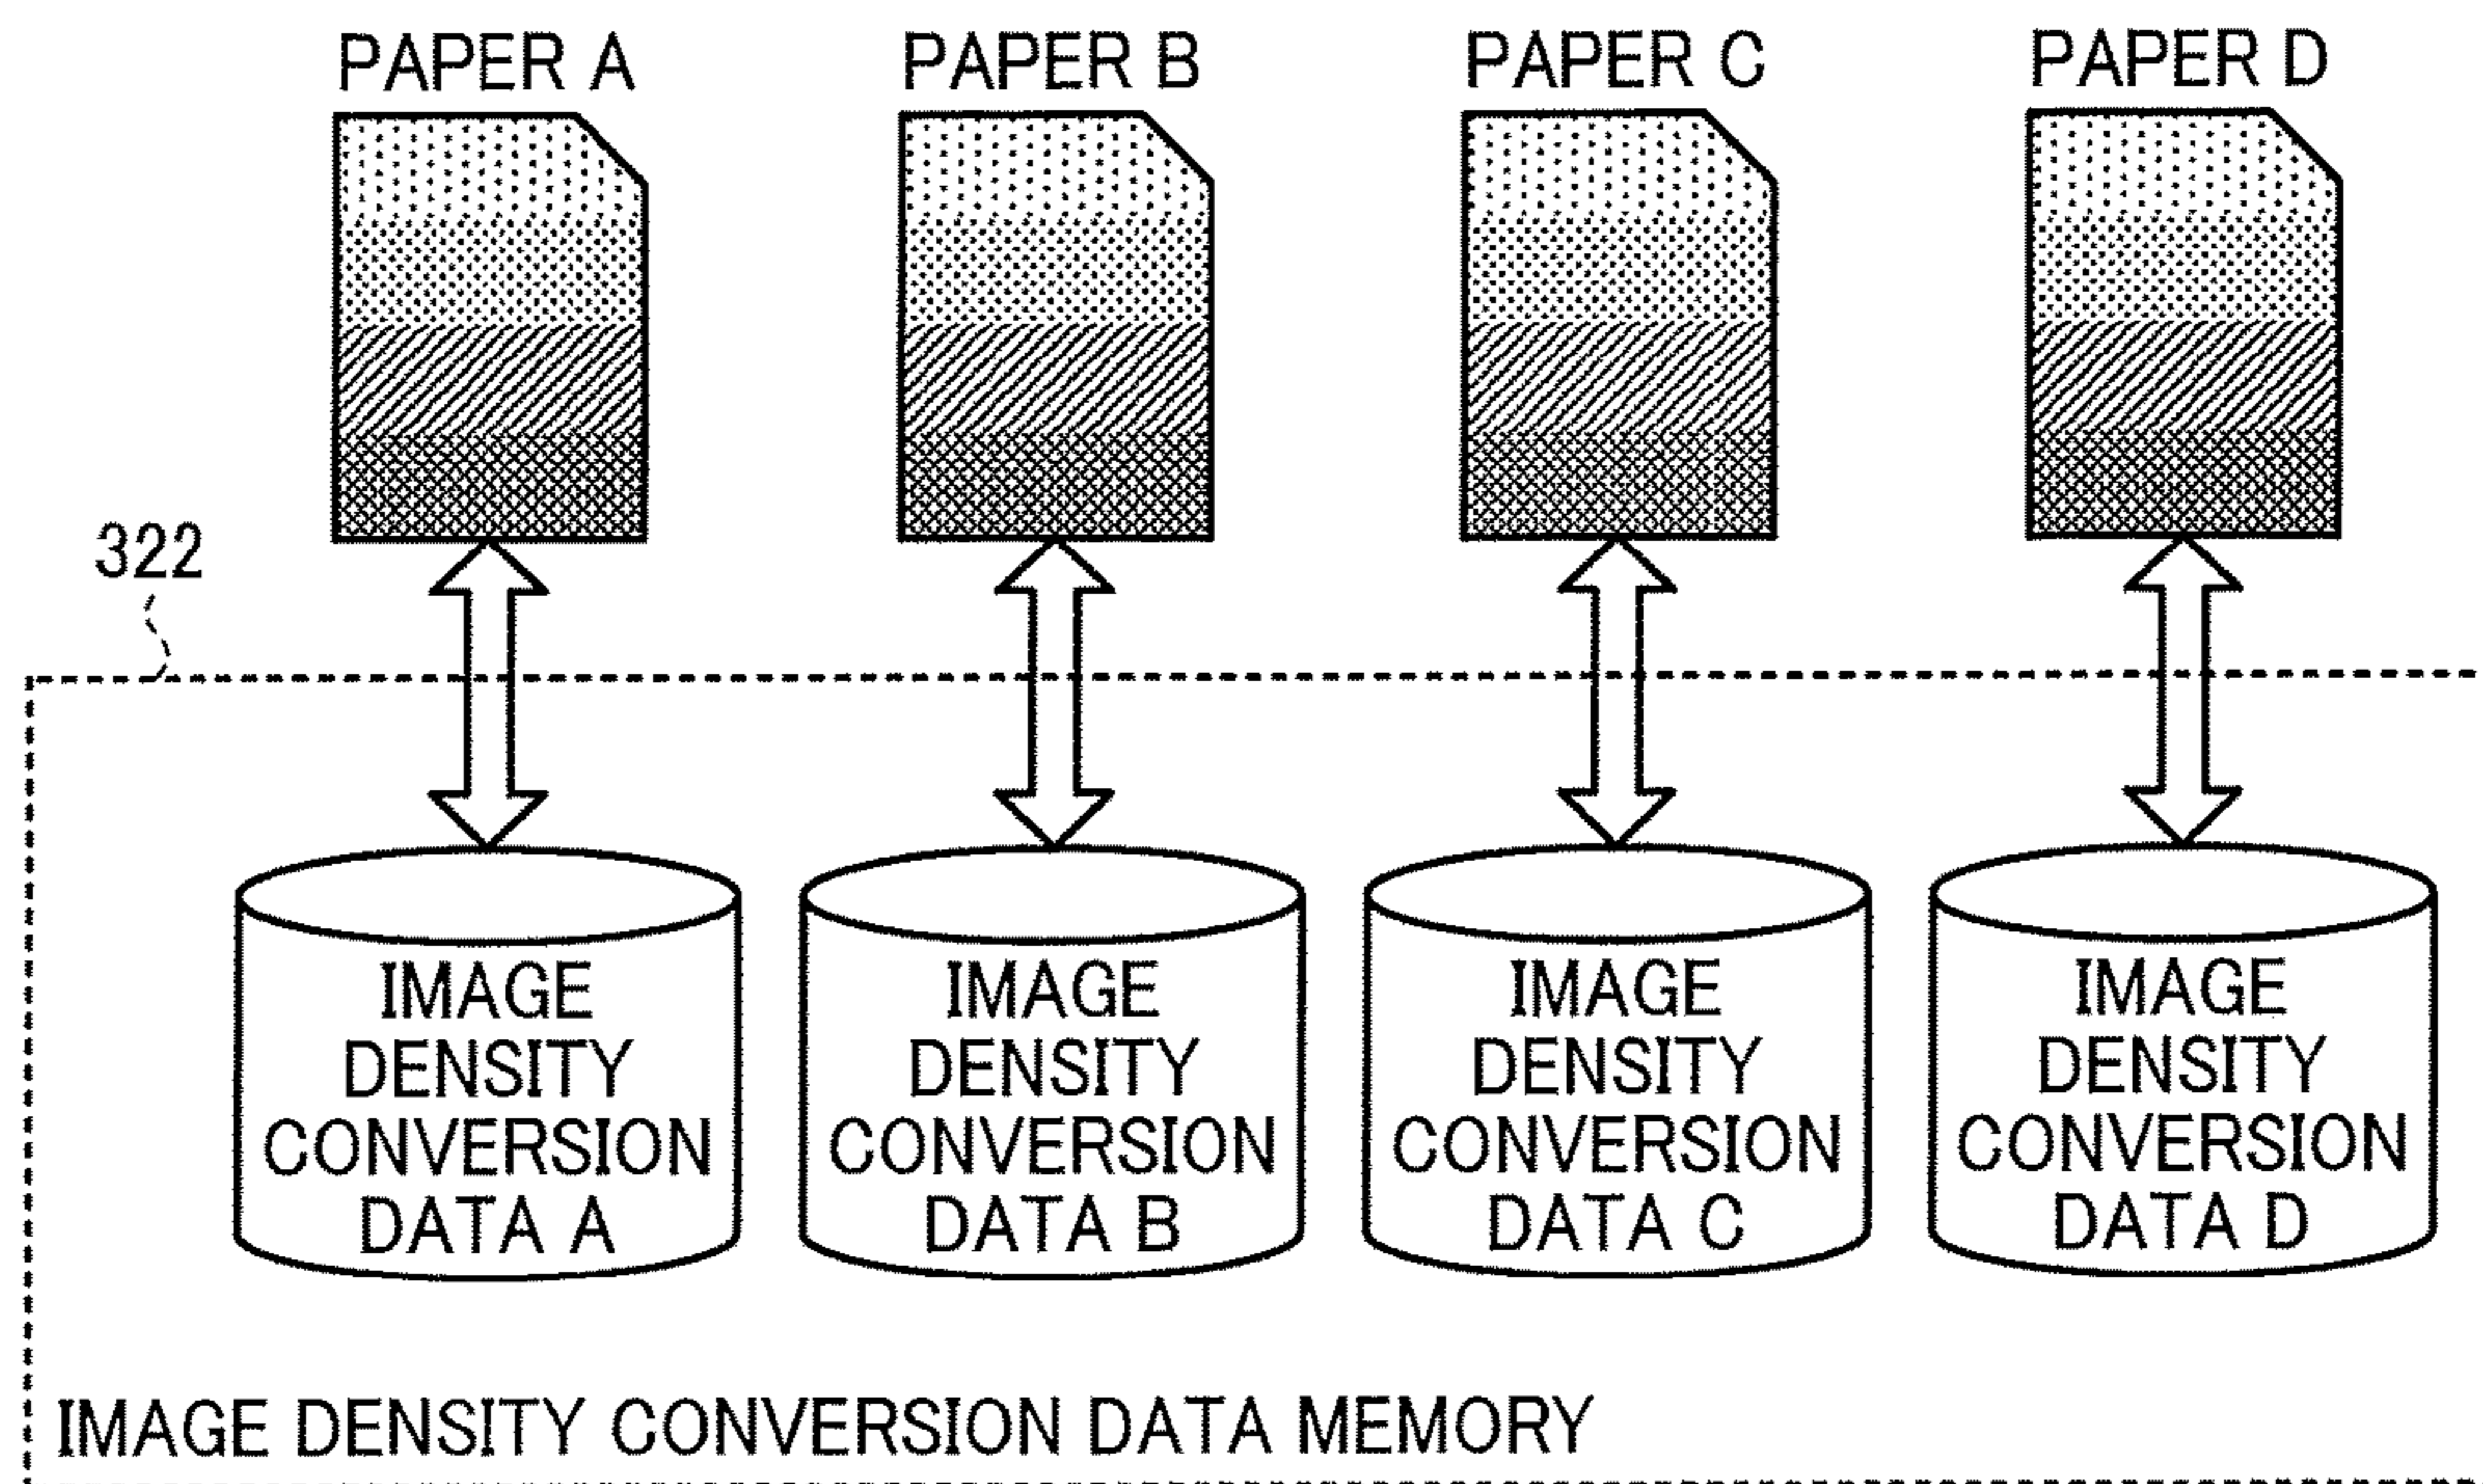 PAPER A
PAPER B
PAPER C
PAPER D
322
IMAGE
DENSITY
CONVERSION
DATA A
IMAGE
DENSITY
CONVERSION
DATA B
IMAGE
DENSITY
CONVERSION
DATA C
IMAGE
DENSITY
CONVERSION
DATA D
IMAGE DENSITY CONVERSION DATA MEMORY